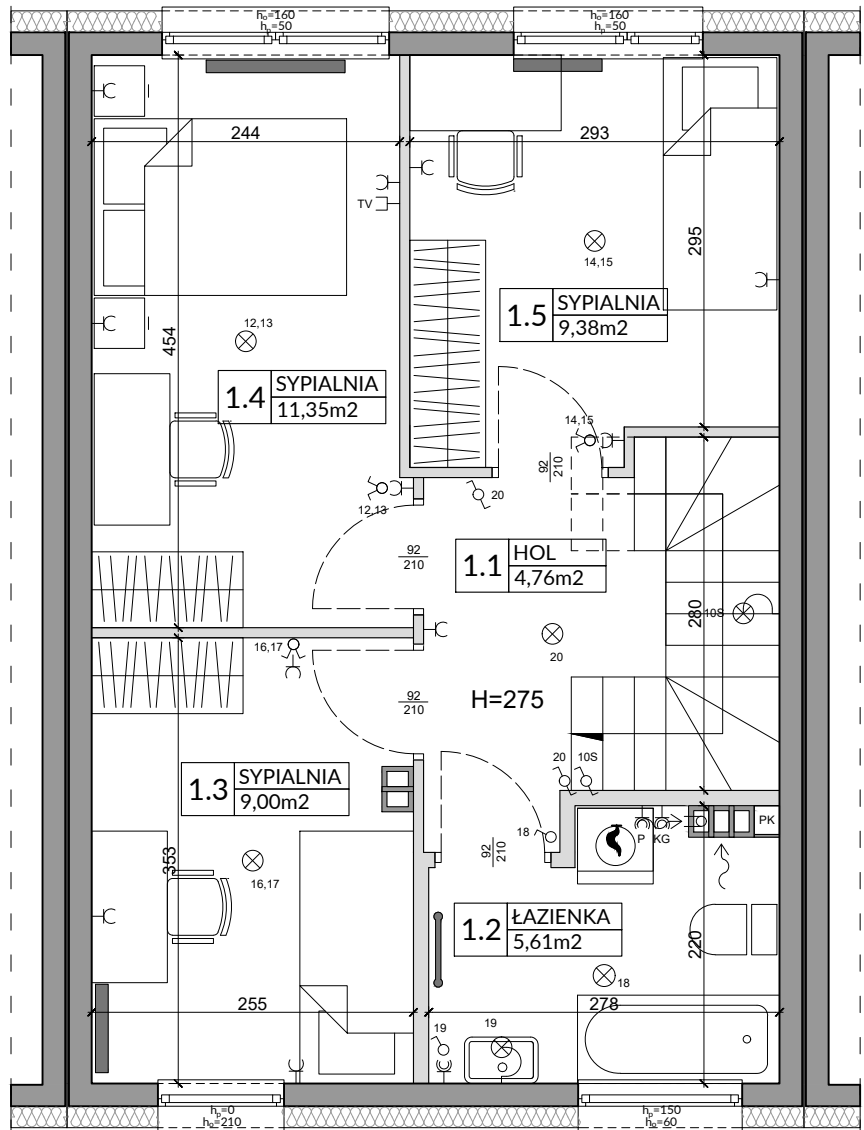 hₒ=160
hₚ=50
hₒ=160
hₚ=50
244
293
TV
14,15
295
12,13
454
1.5
SYPIALNIA
9,38m2
1.4
SYPIALNIA
11,35m2
14,15
92
210
12,13
20
92
210
1.1
HOL
4,76m2
280
10S
20
16,17
92
210
H=275
1.3
SYPIALNIA
9,00m2
20
10S
18
P
KG
PK
92
210
353
16,17
1.2
ŁAZIENKA
5,61m2
220
18
255
278
19
19
hₚ=0
hₒ=210
hₚ=150
hₒ=60